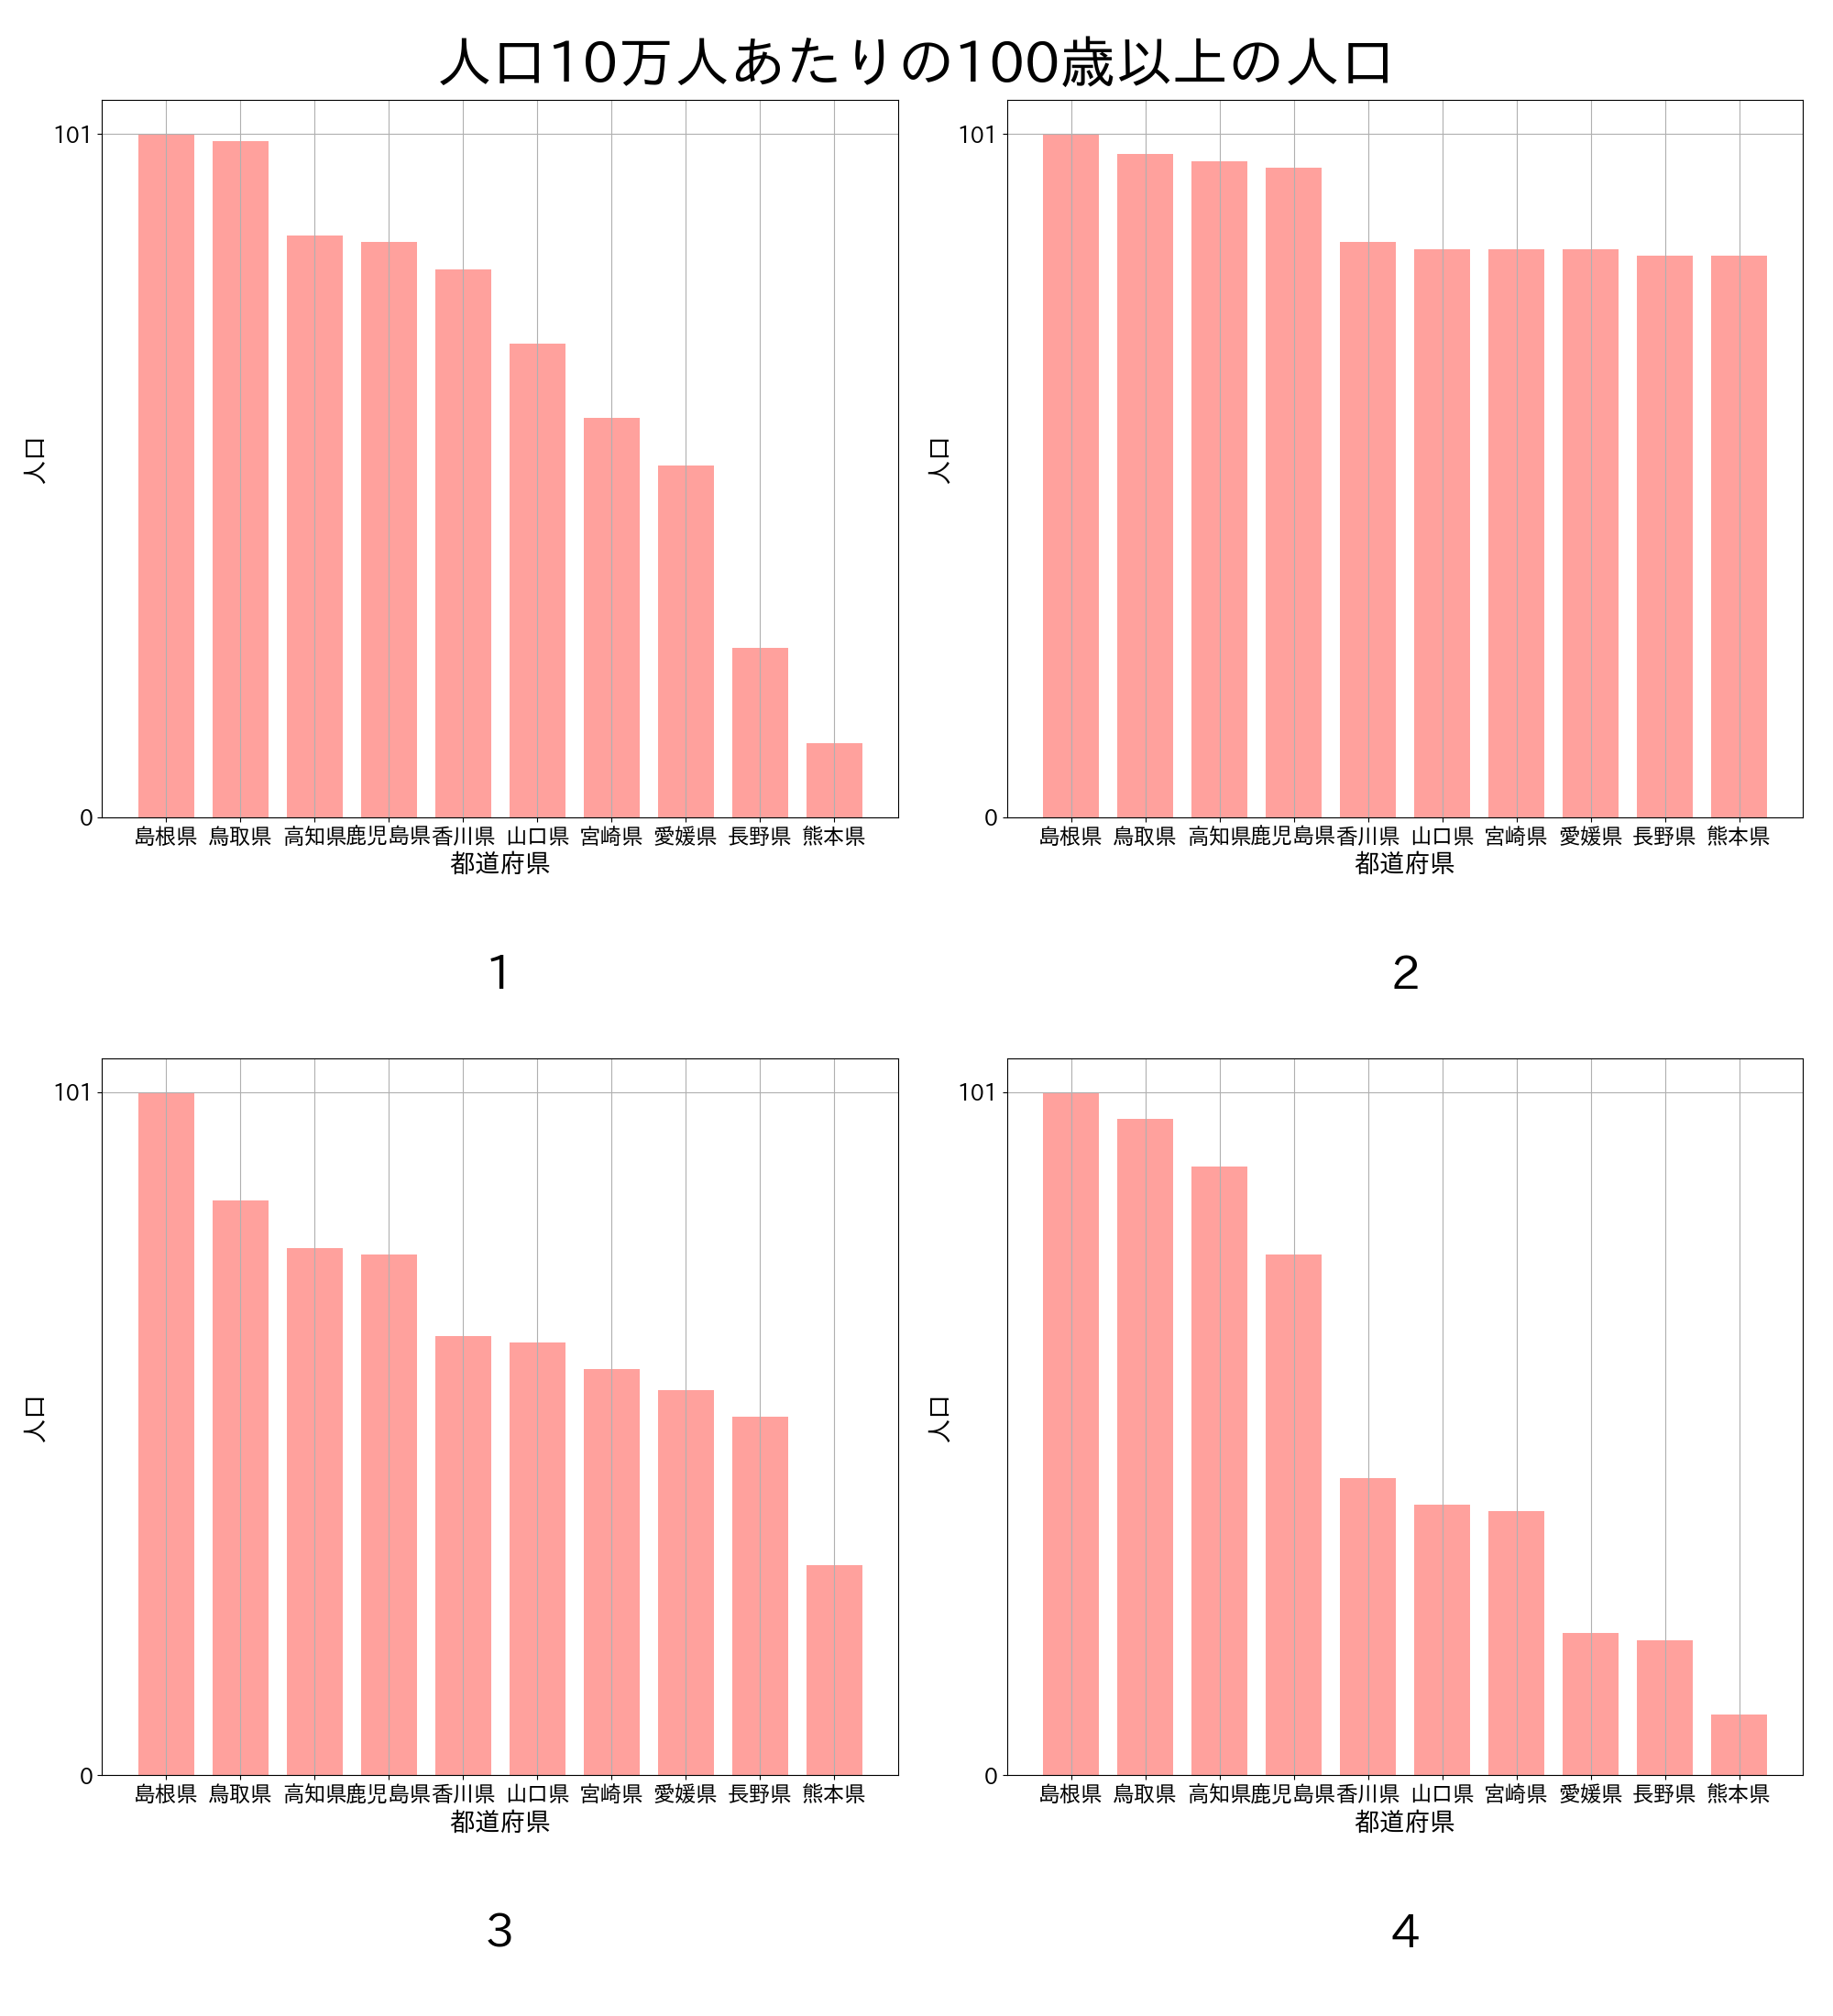 人口10万人あたりの100歳以上の人口
101
0
人口
島根県 鳥取県 高知県 鹿児島県 香川県 山口県 宮崎県 愛媛県 長野県 熊本県
都道府県
1
101
0
人口
島根県 鳥取県 高知県 鹿児島県 香川県 山口県 宮崎県 愛媛県 長野県 熊本県
都道府県
2
101
0
人口
島根県 鳥取県 高知県 鹿児島県 香川県 山口県 宮崎県 愛媛県 長野県 熊本県
都道府県
3
101
0
人口
島根県 鳥取県 高知県 鹿児島県 香川県 山口県 宮崎県 愛媛県 長野県 熊本県
都道府県
4